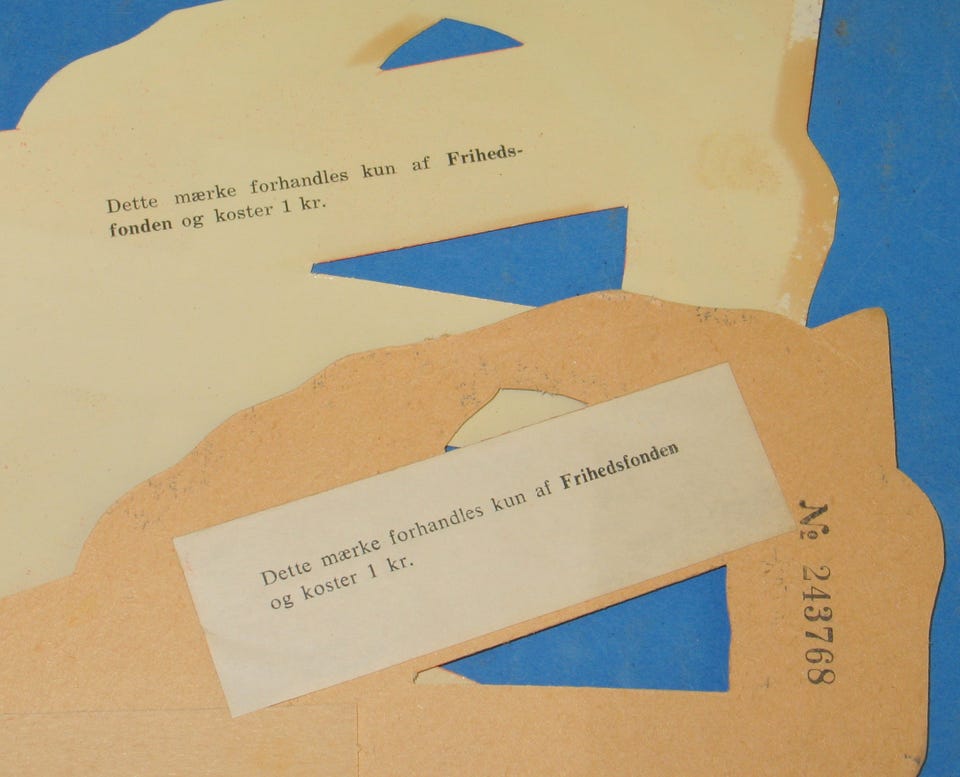 Dette mærke forhandles kun af Friheds-
fonden og koster 1 kr.
Dette mærke forhandles kun af Frihedsfonden
og koster 1 kr.
№ 243768